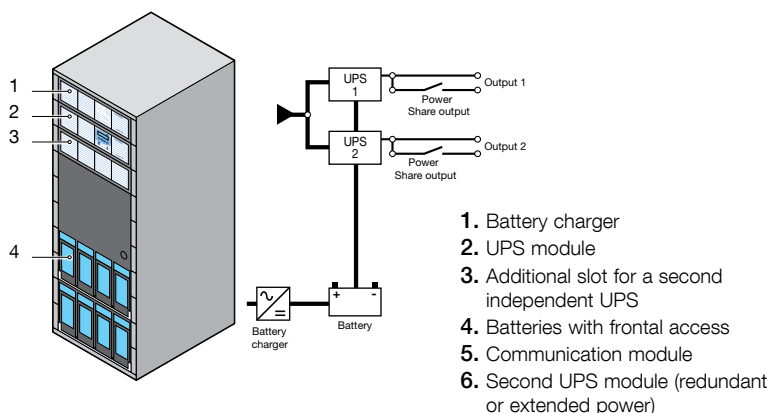 1
2
3
4
UPS
1
Output 1
Power
Share output
UPS
2
Output 2
Power
Share output
+ -
Battery
charger
Battery
1. Battery charger
2. UPS module
3. Additional slot for a second
independent UPS
4. Batteries with frontal access
5. Communication module
6. Second UPS module (redundant
or extended power)